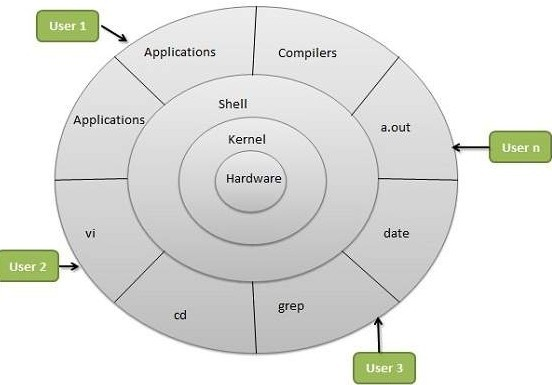 User 1
Applications
Compilers
Shell
Applications
a.out
Kernel
User n
Hardware
vi
date
User 2
cd
grep
User 3